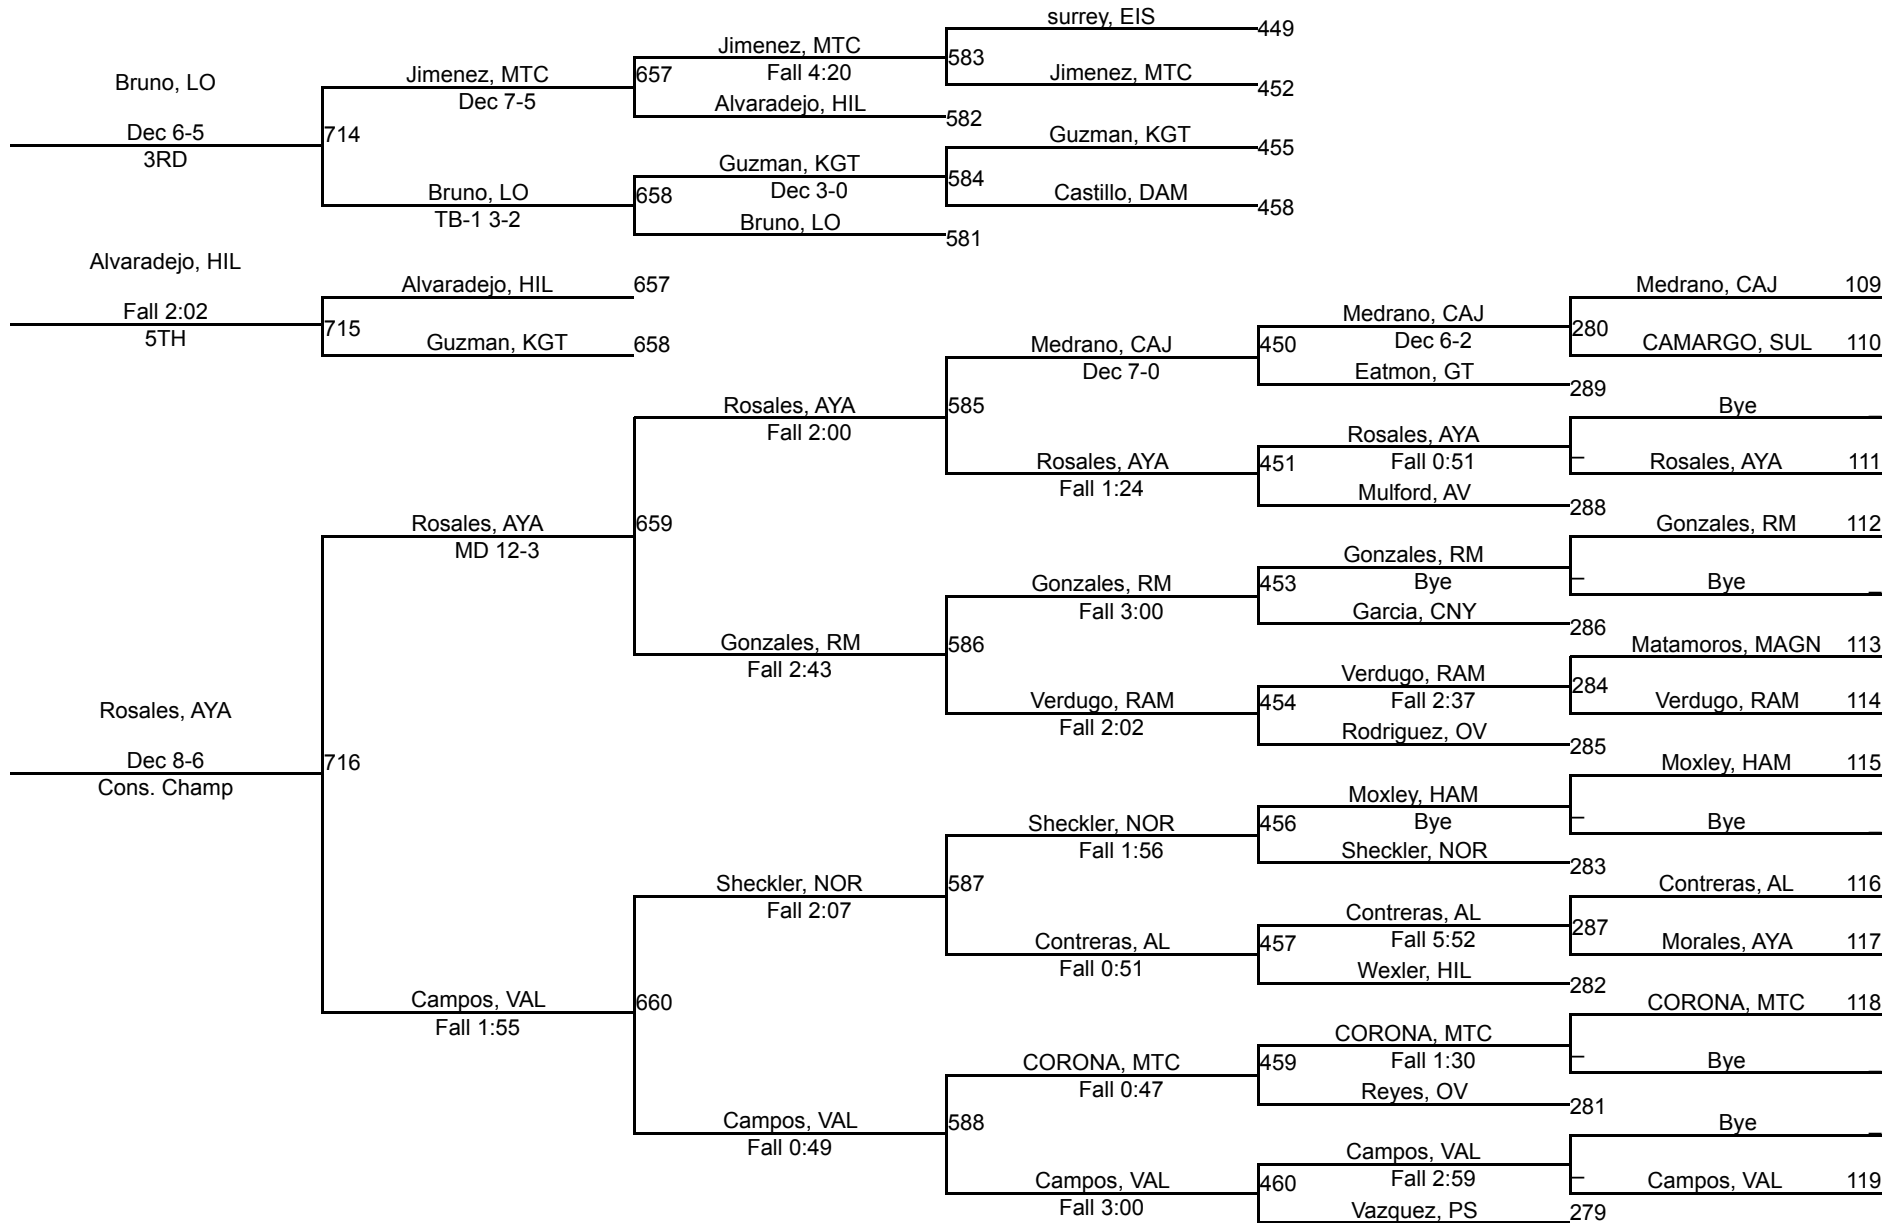 surrey, EIS
449
Jimenez, MTC
583
Fall 4:20
Jimenez, MTC
452
Jimenez, MTC
657
Dec 7-5
Alvaradejo, HIL
582
Bruno, LO
Dec 6-5
714
3RD
Guzman, KGT
455
Guzman, KGT
584
Dec 3-0
Castillo, DAM
458
Bruno, LO
658
TB-1 3-2
Bruno, LO
581
Alvaradejo, HIL
Fall 2:02
715
5TH
Alvaradejo, HIL
657
Guzman, KGT
658
Medrano, CAJ 109
Medrano, CAJ
280
Dec 6-2
CAMARGO, SUL 110
Medrano, CAJ
450
Dec 7-0
Eatmon, GT
289
Rosales, AYA
585
Fall 2:00
Bye _
Rosales, AYA
_
Fall 0:51
Rosales, AYA 111
Rosales, AYA
451
Fall 1:24
Mulford, AV
288
Rosales, AYA
659
MD 12-3
Gonzales, RM 112
Gonzales, RM
_
Bye
Bye _
Gonzales, RM
453
Fall 3:00
Garcia, CNY
286
Gonzales, RM
586
Fall 2:43
Matamoros, MAGN 113
Verdugo, RAM
284
Fall 2:37
Verdugo, RAM 114
Verdugo, RAM
454
Fall 2:02
Rodriguez, OV
285
Rosales, AYA
Dec 8-6
716
Cons. Champ
Moxley, HAM 115
Moxley, HAM
_
Bye
Bye _
Sheckler, NOR
456
Fall 1:56
Sheckler, NOR
283
Sheckler, NOR
587
Fall 2:07
Contreras, AL 116
Contreras, AL
287
Fall 5:52
Morales, AYA 117
Contreras, AL
457
Fall 0:51
Wexler, HIL
282
Campos, VAL
660
Fall 1:55
CORONA, MTC 118
CORONA, MTC
_
Fall 1:30
Bye _
CORONA, MTC
459
Fall 0:47
Reyes, OV
281
Campos, VAL
588
Fall 0:49
Bye _
Campos, VAL
_
Fall 2:59
Campos, VAL 119
Campos, VAL
460
Fall 3:00
Vazquez, PS
279